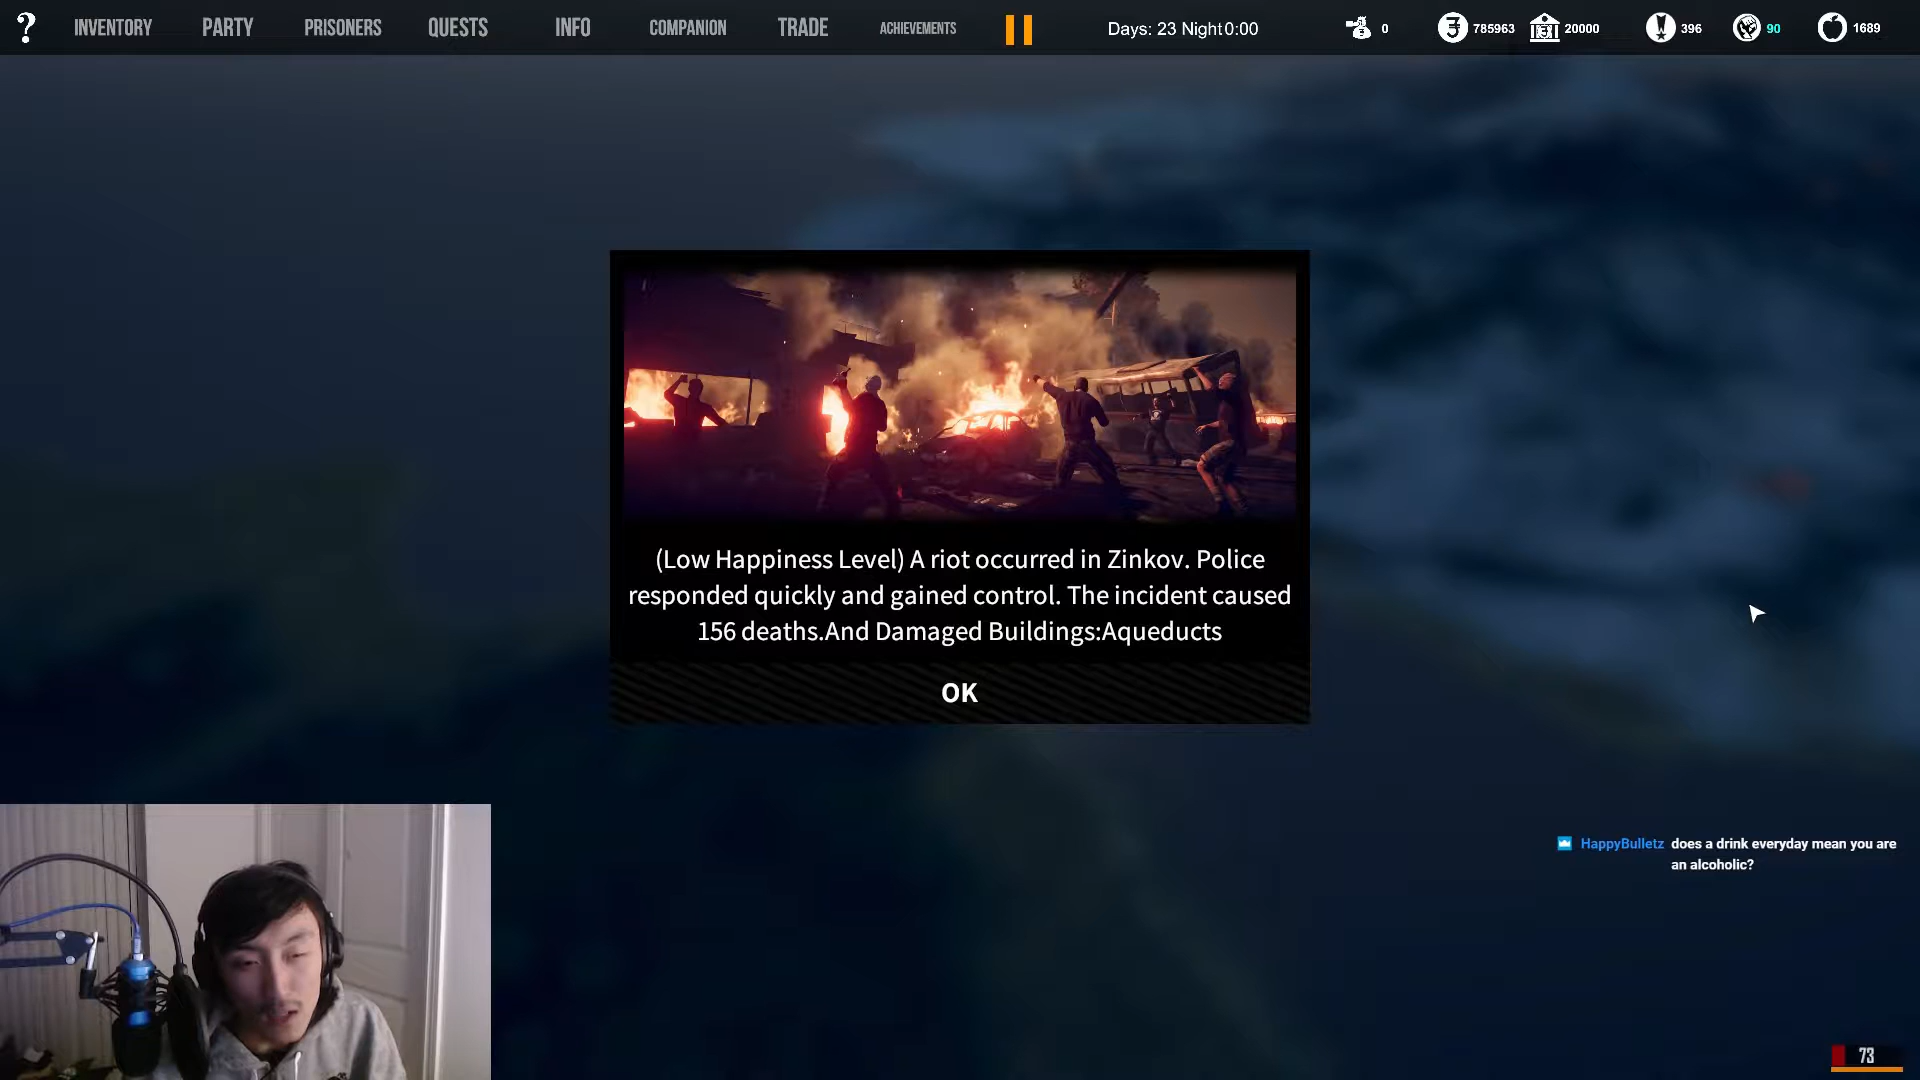 ? INVENTORY PARTY PRISONERS QUESTS INFO COMPANION TRADE ACHIEVEMENTS Days: 23 Night0:00 0 785963 20000 396 90 1689
(Low Happiness Level) A riot occurred in Zinkov. Police
responded quickly and gained control. The incident caused
156 deaths.And Damaged Buildings:Aqueducts
OK
HappyBulletz does a drink everyday mean you are
an alcoholic?
73